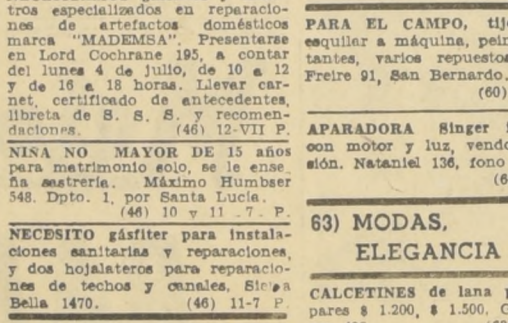 tros especializados en reparacio-
nes de artefactos domésticos
marca "MADEMSA". Presentarse
en Lord Cochrane 195, a contar
del lunes 4 de julio, de 10 a 12
y de 16 a 18 horas. Llevar car-
net, certificado de antecedentes,
libreta de S. S. S. y recomen-
daciones. (46) 12-VII P.
NIÑA NO MAYOR DE 15 años
para matrimonio solo, se le ense
ña sastrería. Máximo Humbser
548. Dpto. 1, por Santa Lucía.
(46) 10 y 11 -7- P.
NECESITO gásfiter para instala-
ciones sanitarias y reparaciones,
y dos hojalateros para reparacio-
nes de techos y canales, Sierra
Bella 1470. (46) 11-7 P.
PARA EL CAMPO, tij
esquilar a máquina, pein
tantes, varios repuestos
Freire 91, San Bernardo.
(60)
APARADORA Singer
con motor y luz, vendo
sión. Nataniel 136, fono
(6
63) MODAS,
ELEGANCIA
CALCETINES de lana p
pares $ 1.200, $ 1.500,